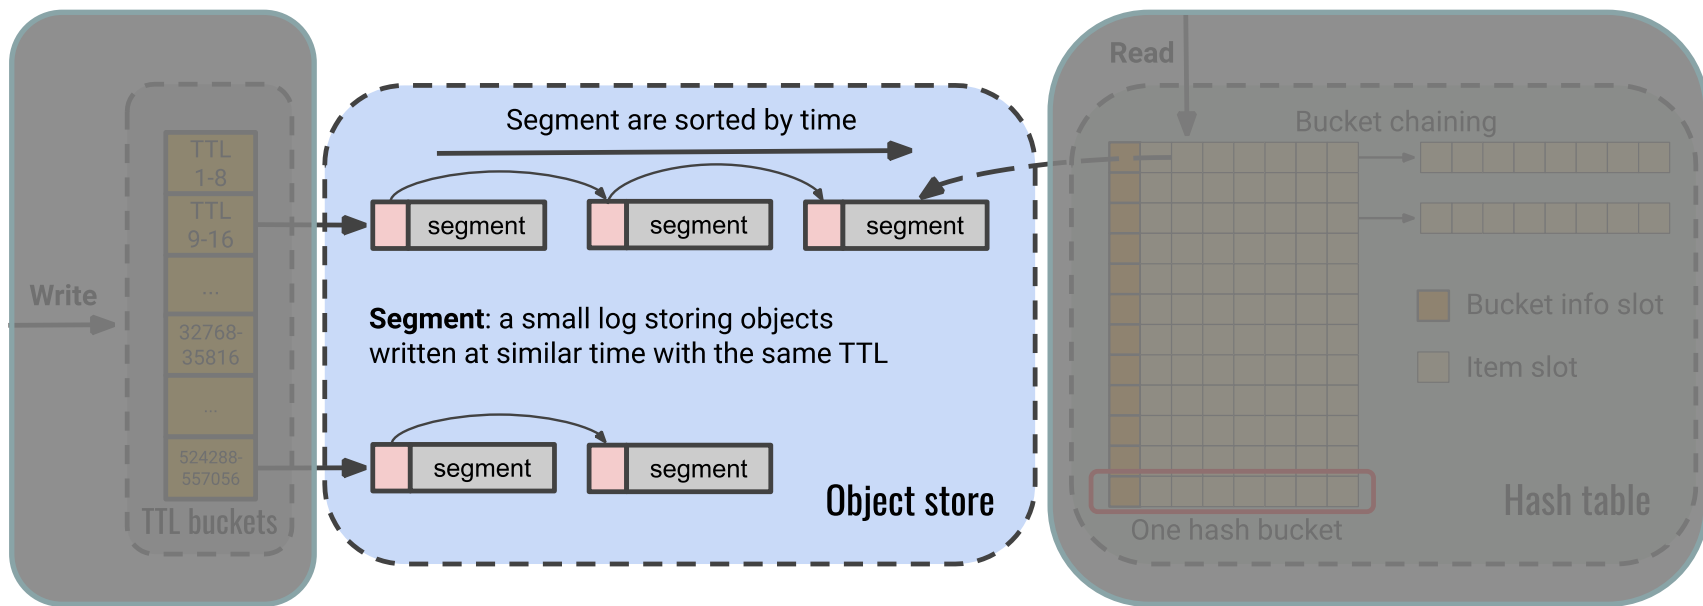 Write
TTL
1-8
TTL
9-16
...
32768-
35816
...
524288-
557056
TTL buckets
Segment are sorted by time
segment
segment
segment
Segment: a small log storing objects
written at similar time with the same TTL
segment
segment
Object store
Read
Bucket chaining
Bucket info slot
Item slot
Hash table
One hash bucket